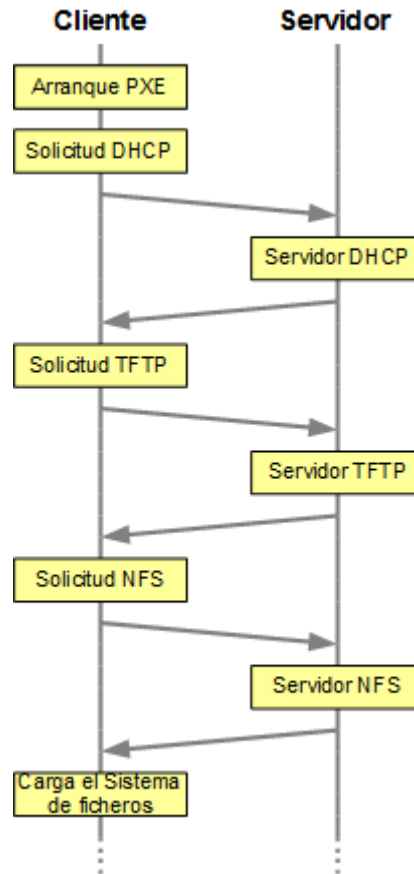 Cliente
Servidor
Arranque PXE
Solicitud DHCP
Servidor DHCP
Solicitud TFTP
Servidor TFTP
Solicitud NFS
Servidor NFS
Carga el Sistema
de ficheros